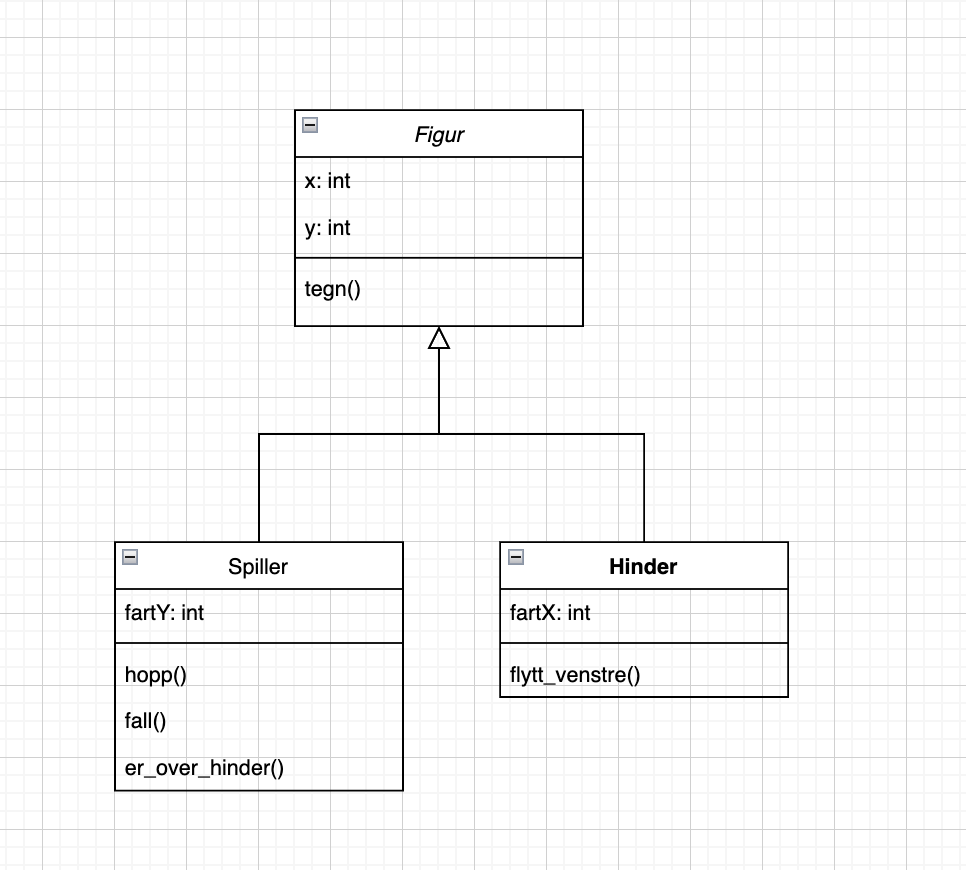 Figur
x: int
y: int
tegn()
Spiller
fartY: int
hopp()
fall()
er_over_hinder()
Hinder
fartX: int
flytt_venstre()